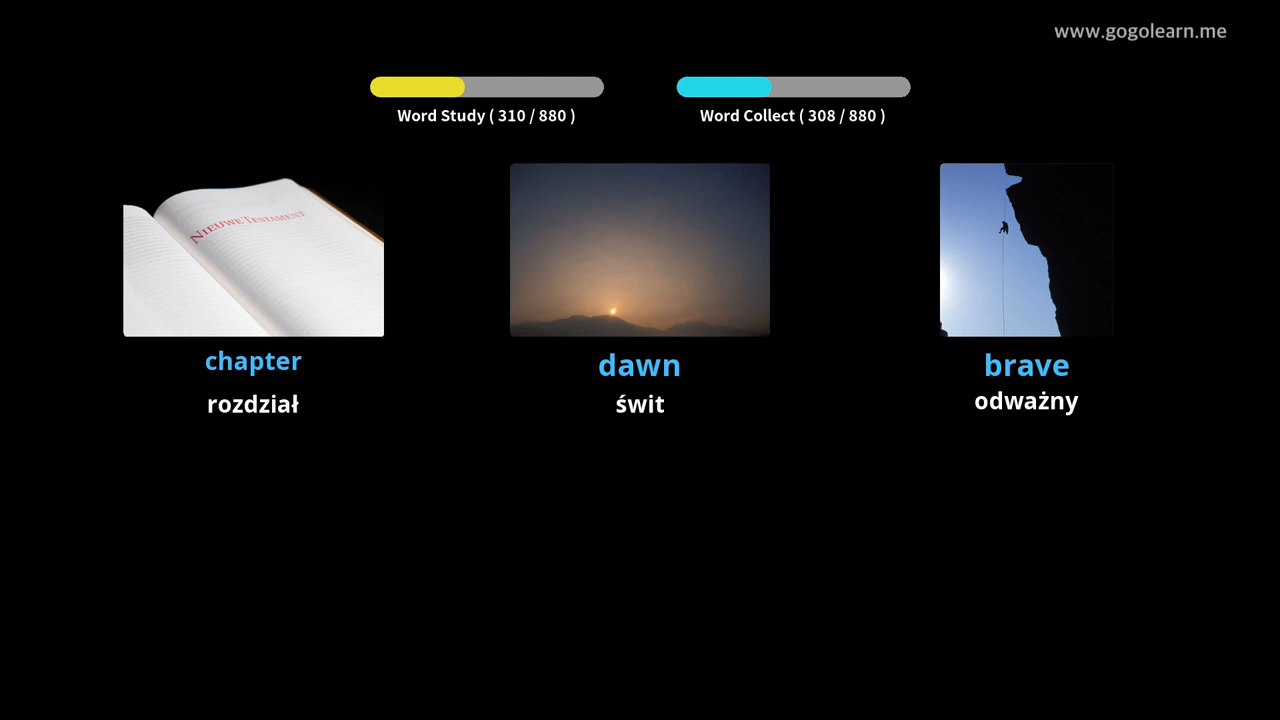 www.gogolearn.me
Word Study ( 310 / 880 )
Word Collect ( 308 / 880 )
NIEUWE TESTAMENT
chapter
rozdział
dawn
świt
brave
odważny